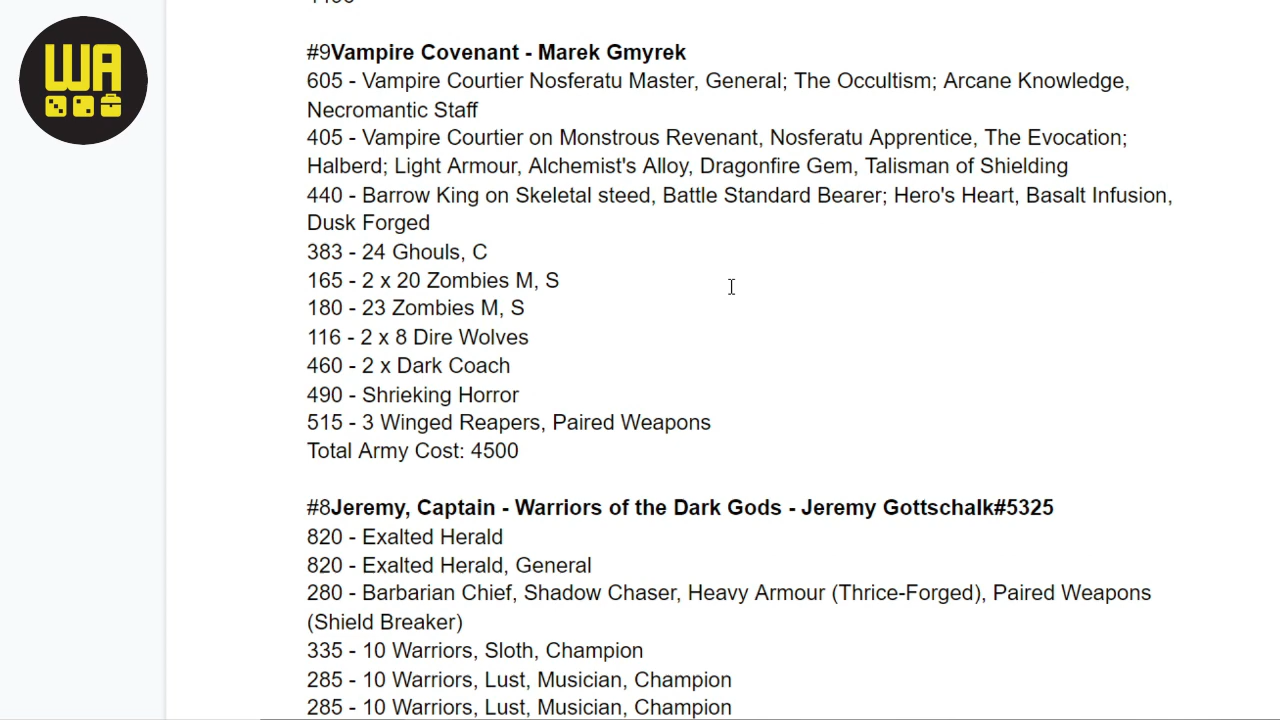 WA
#9Vampire Covenant - Marek Gmyrek
605 - Vampire Courtier Nosferatu Master, General; The Occultism; Arcane Knowledge,
Necromantic Staff
405 - Vampire Courtier on Monstrous Revenant, Nosferatu Apprentice, The Evocation;
Halberd; Light Armour, Alchemist's Alloy, Dragonfire Gem, Talisman of Shielding
440 - Barrow King on Skeletal steed, Battle Standard Bearer; Hero's Heart, Basalt Infusion,
Dusk Forged
383 - 24 Ghouls, C
165 - 2 x 20 Zombies M, S
180 - 23 Zombies M, S
116 - 2 x 8 Dire Wolves
460 - 2 x Dark Coach
490 - Shrieking Horror
515 - 3 Winged Reapers, Paired Weapons
Total Army Cost: 4500
#8Jeremy, Captain - Warriors of the Dark Gods - Jeremy Gottschalk#5325
820 - Exalted Herald
820 - Exalted Herald, General
280 - Barbarian Chief, Shadow Chaser, Heavy Armour (Thrice-Forged), Paired Weapons
(Shield Breaker)
335 - 10 Warriors, Sloth, Champion
285 - 10 Warriors, Lust, Musician, Champion
285 - 10 Warriors, Lust, Musician, Champion